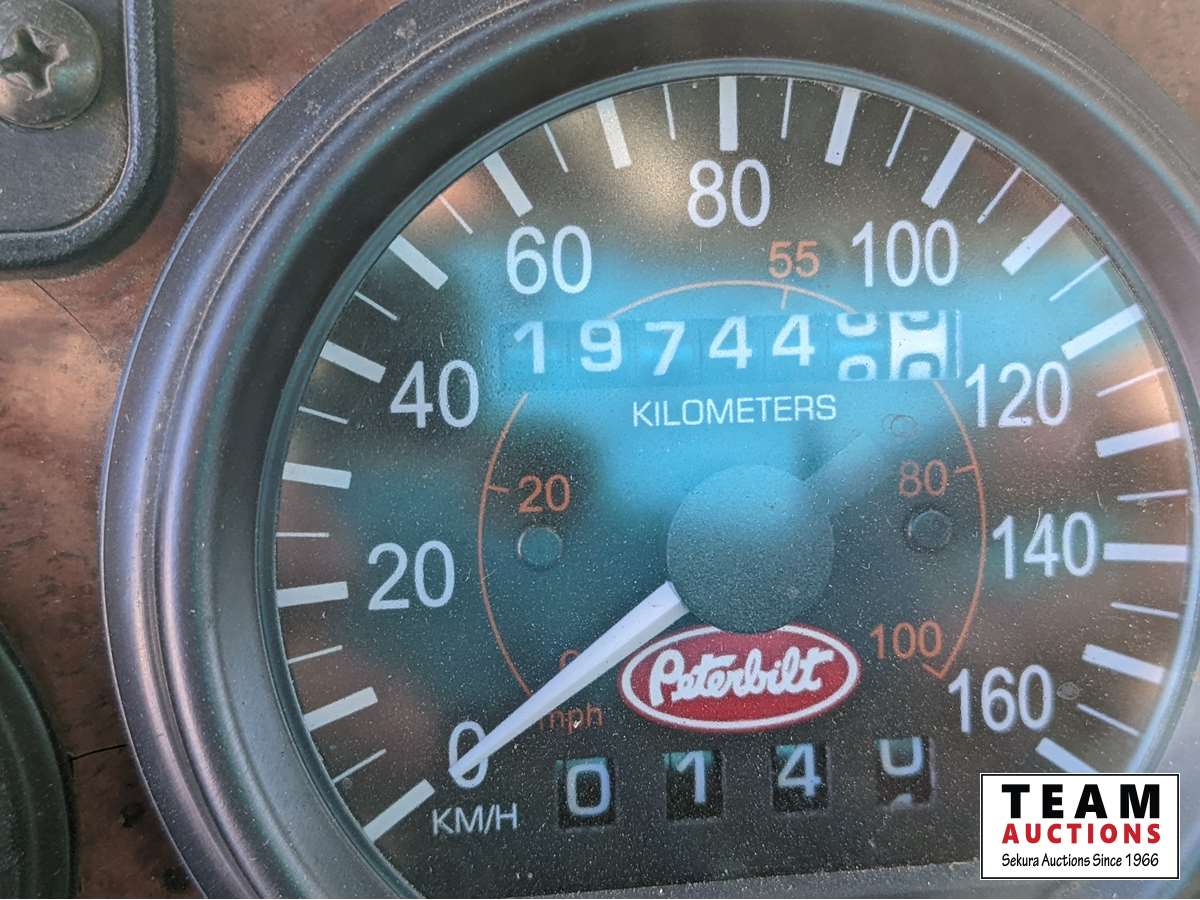 80
60
100
55
19744
KILOMETERS
40
120
20
80
20
140
100
Peterbilt
160
0
mph
0 1 4
KM/H
TEAM
AUCTIONS
Sekura Auctions Since 1966